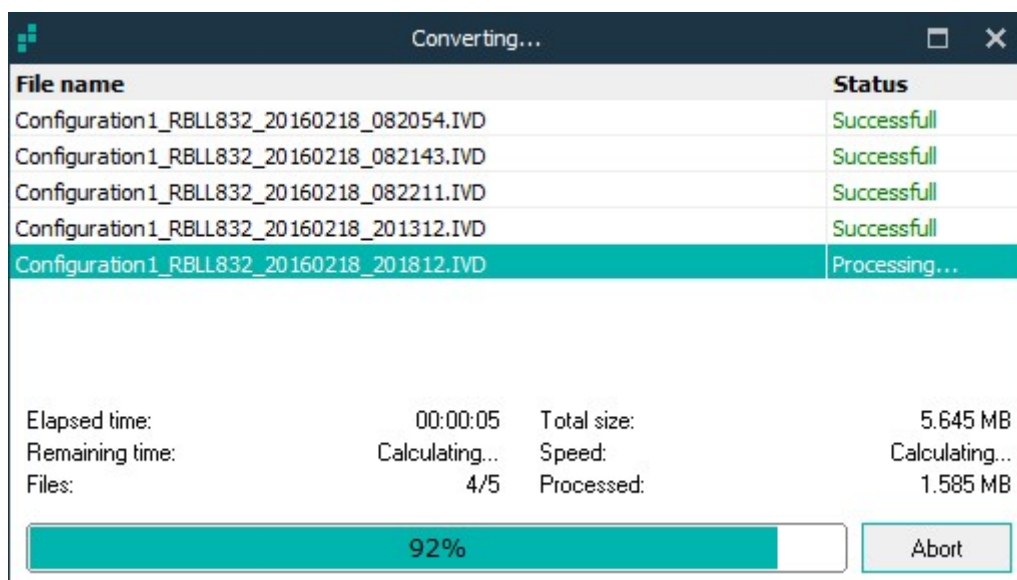 Converting...
File name Status
Configuration1_RBLL832_20160218_082054.IVD Successfull
Configuration1_RBLL832_20160218_082143.IVD Successfull
Configuration1_RBLL832_20160218_082211.IVD Successfull
Configuration1_RBLL832_20160218_201312.IVD Successfull
Configuration1_RBLL832_20160218_201812.IVD Processing...
Elapsed time: 00:00:05 Total size: 5.645 MB
Remaining time: Calculating... Speed: Calculating...
Files: 4/5 Processed: 1.585 MB
92% Abort